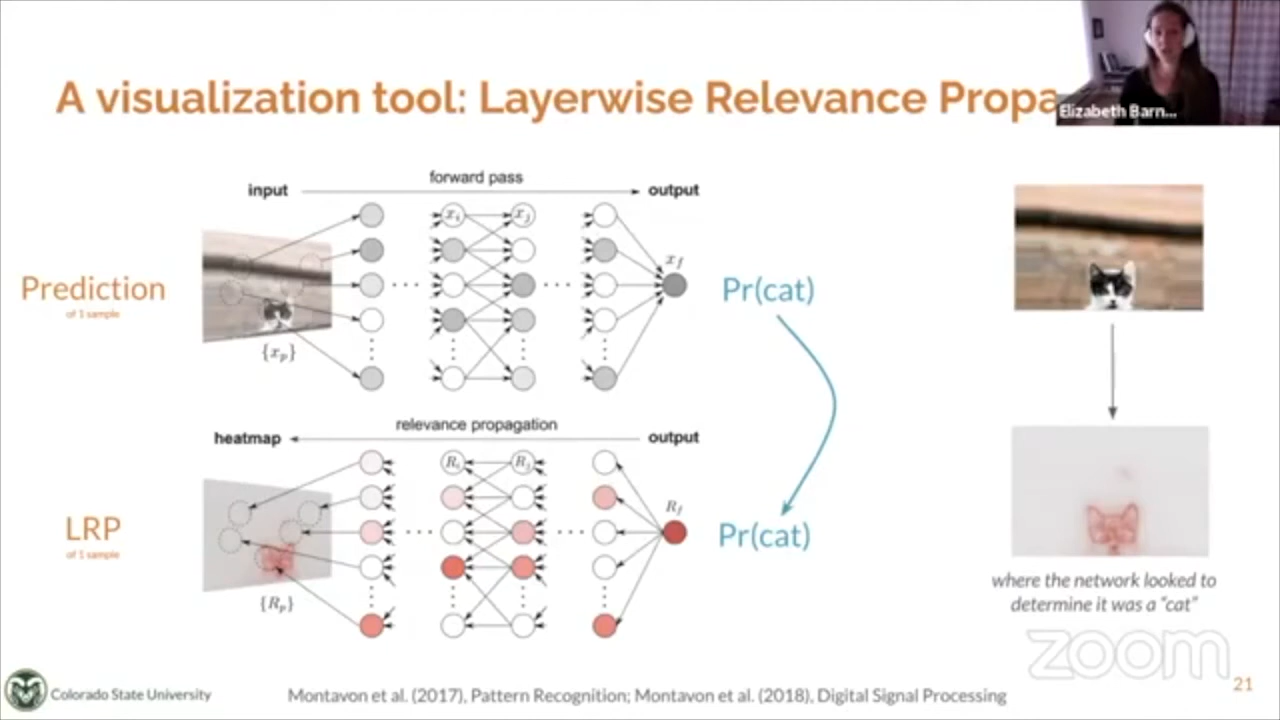 A visualization tool: Layerwise Relevance Propa
Elizabeth Barn...
input
forward pass
output
Prediction
of 1 sample
{x_p}
x_i
x_j
x_f
Pr(cat)
heatmap
relevance propagation
output
LRP
of 1 sample
{R_p}
R_i
R_j
R_f
Pr(cat)
where the network looked to
determine it was a "cat"
zoom
Colorado State University
Montavon et al. (2017), Pattern Recognition; Montavon et al. (2018), Digital Signal Processing
21